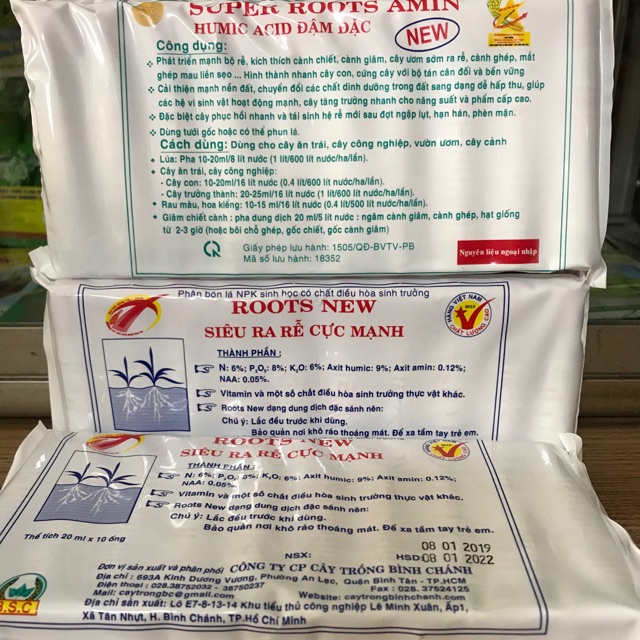 SUPER ROOTS AMIN
HUMIC ACID ĐẬM ĐẶC
NEW
Công dụng:
Phát triển mạnh bộ rễ, kích thích cành chiết, cành giâm, cây ươm sớm ra rễ, cành ghép, mắt
ghép mau liền sẹo ... Hình thành nhanh cây con, cứng cây với bộ tán cân đối và bền vững
Cải thiện mạnh nền đất, chuyển đổi các chất dinh dưỡng trong đất sang dạng dễ hấp thu, giúp
các hệ vi sinh vật hoạt động mạnh, cây tăng trưởng nhanh cho năng suất và phẩm cấp cao.
Đặc biệt cây phục hồi nhanh và tái sinh hệ rễ mới sau đợt ngập lụt, hạn hán, phèn mặn.
Dùng tưới gốc hoặc có thể phun lá.
Cách dùng: Dùng cho cây ăn trái, cây công nghiệp, vườn ươm, cây cảnh
Lúa: Pha 10-20ml/8 lít nước (1 lít/600 lít nước/ha/lần).
Cây ăn trái, cây công nghiệp:
- Cây con: 10-20ml/16 lít nước (0.4 lít/600 lít nước/ha/lần).
- Cây trưởng thành: 20-25ml/16 lít nước (1 lít/600 lít nước/ha/lần).
Rau màu, hoa kiểng: 10-15 ml/16 lít nước (0.4 lít/500 lít nước/ha/lần).
Giâm chiết cành : pha dung dịch 20 ml/5 lít nước : ngâm cành giâm, cành ghép, hạt giống
từ 2-3 giờ (hoặc bôi chỗ ghép, gốc chiết, gốc cành giâm)
Giấy phép lưu hành: 1505/QĐ-BVTV-PB
Mã số lưu hành: 18352
Nguyên liệu ngoại nhập
Phân bón lá NPK sinh học có chất điều hòa sinh trưởng
ROOTS NEW
SIÊU RA RỄ CỰC MẠNH
HÀNG VIỆT NAM
CHẤT LƯỢNG CAO
THÀNH PHẦN :
N: 6%; P₂O₅: 8%; K₂O: 6%; Axit humic: 9%; Axit amin: 0.12%;
NAA: 0.05%.
Vitamin và một số chất điều hòa sinh trưởng thực vật khác.
Roots New dạng dung dịch đặc sánh nên:
Chú ý: Lắc đều trước khi dùng.
Bảo quản nơi khô ráo thoáng mát. Để xa tầm tay trẻ em.
ROOTS NEW
SIÊU RA RỄ CỰC MẠNH
THÀNH PHẦN :
N: 6%; P₂O₅: 8%; K₂O: 6%; Axit humic: 9%; Axit amin: 0.12%;
NAA: 0.05%.
Vitamin và một số chất điều hòa sinh trưởng thực vật khác.
Roots New dạng dung dịch đặc sánh nên:
Chú ý: Lắc đều trước khi dùng.
Bảo quản nơi khô ráo thoáng mát. Để xa tầm tay trẻ em.
Thể tích 20 ml x 10 ống
NSX: 08 01 2019
HSD: 08 01 2022
Đơn vị sản xuất và phân phối CÔNG TY CP CÂY TRỒNG BÌNH CHÁNH
Địa chỉ : 693A Kinh Dương Vương, Phường An Lạc, Quận Bình Tân - TP.HCM
Điện thoại : 028.38752032 - 38750237 Fax : 028. 37524125
Mail: caytrongbc@gmail.com Website: caytrongbinhchanh.com
Địa chỉ sản xuất: Lô E7-8-13-14 Khu tiểu thủ công nghiệp Lê Minh Xuân, Ấp1,
Xã Tân Nhựt, H. Bình Chánh, TP.Hồ Chí Minh
B.S.C